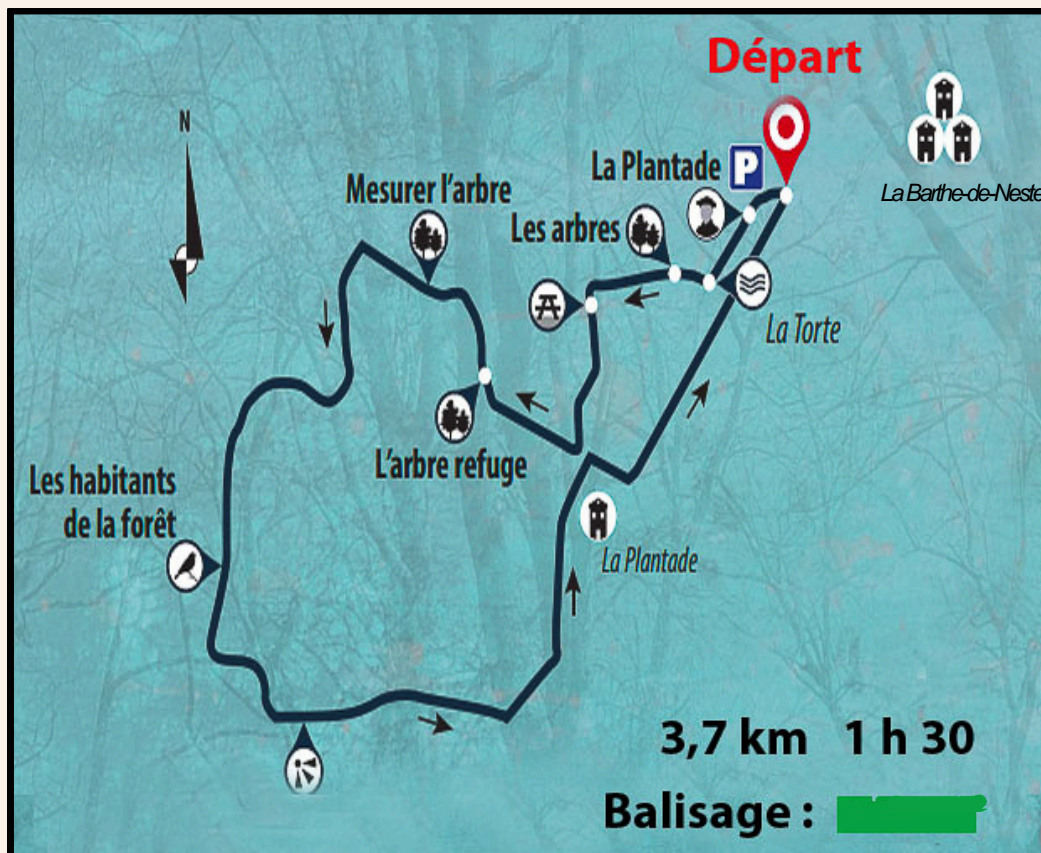 Départ
N
La Plantade P
Mesurer l'arbre
La Barthe-de-Neste
Les arbres
La Torte
L'arbre refuge
Les habitants
de la forêt
La Plantade
3,7 km 1 h 30
Balisage :